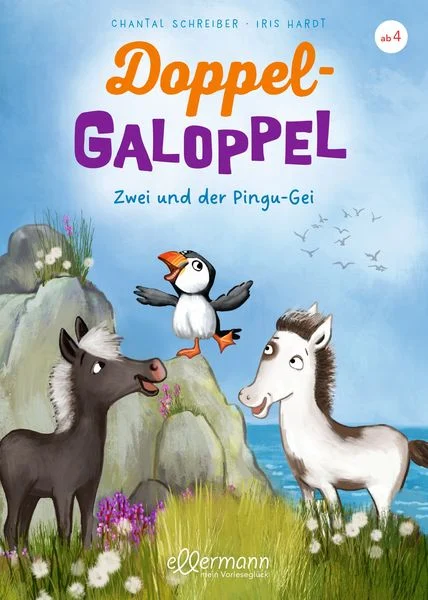 CHANTAL SCHREIBER · IRIS HARDT
ab 4
Doppel-
GALOPPEL
Zwei und der Pingu-Gei
ellermann
mein Vorleseglück